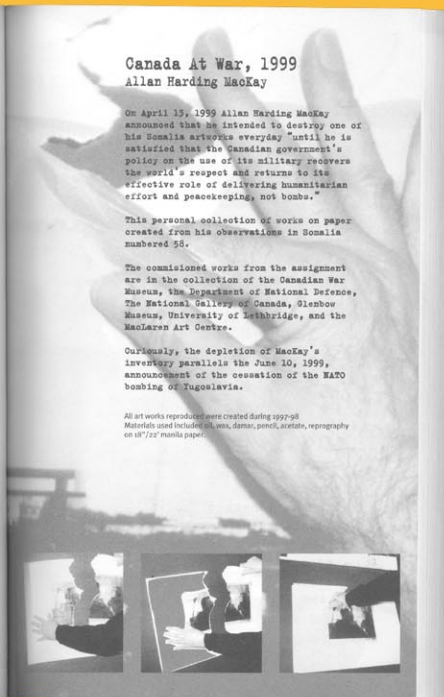 Canada At War, 1999
Allan Harding MacKay
On April 15, 1999 Allan Harding MacKay
announced that he intended to destroy one of
his Somalia artworks everyday "until he is
satisfied that the Canadian government's
policy on the use of its military recovers
the world's respect and returns to its
effective role of delivering humanitarian
effort and peacekeeping, not bombs."
This personal collection of works on paper
created from his observations in Somalia
numbered 58.
The commisioned works from the assignment
are in the collection of the Canadian War
Museum, the Department of National Defence,
The National Gallery of Canada, Glenbow
Museum, University of Lethbridge, and the
MacLaren Art Centre.
Curiously, the depletion of MacKay's
inventory parallels the June 10, 1999,
announcement of the cessation of the NATO
bombing of Yugoslavia.
All art works reproduced were created during 1997-98
Materials used included oil, wax, damar, pencil, acetate, reprography
on 18"/22' manila paper.